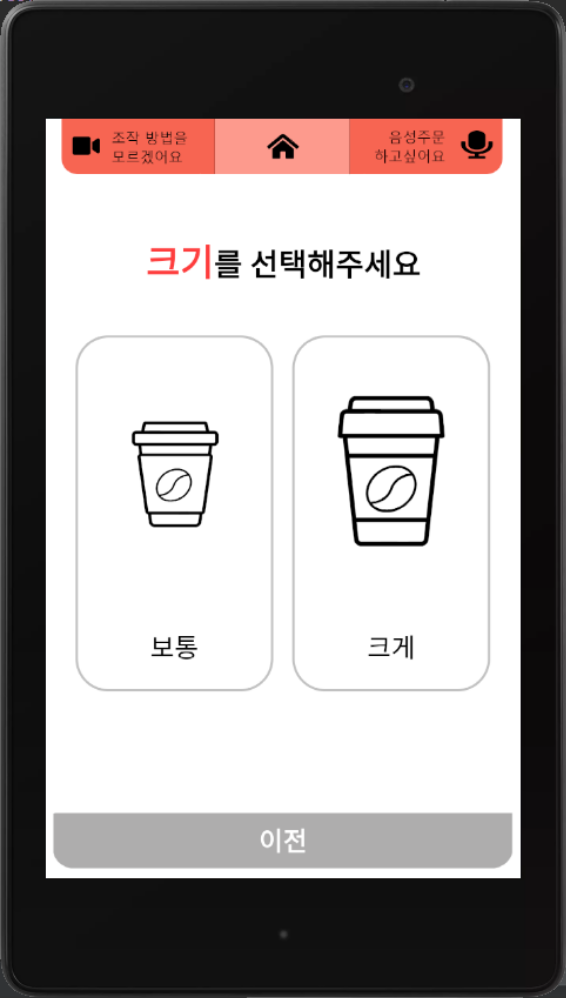 조작 방법을
모르겠어요
음성주문
하고싶어요
크기를 선택해주세요
보통
크게
이전